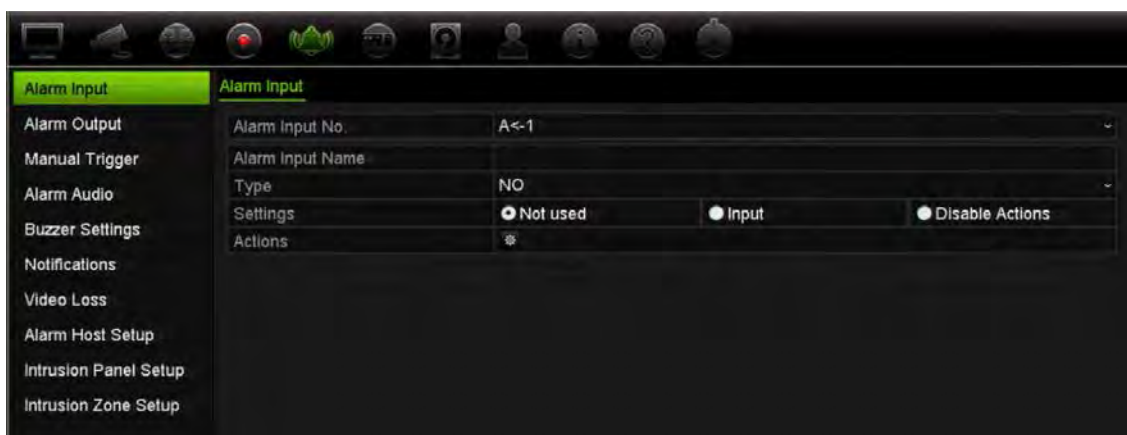 Alarm Input
Alarm Output
Manual Trigger
Alarm Audio
Buzzer Settings
Notifications
Video Loss
Alarm Host Setup
Intrusion Panel Setup
Intrusion Zone Setup
Alarm Input
Alarm Input No. A<-1
Alarm Input Name
Type NO
Settings Not used Input Disable Actions
Actions